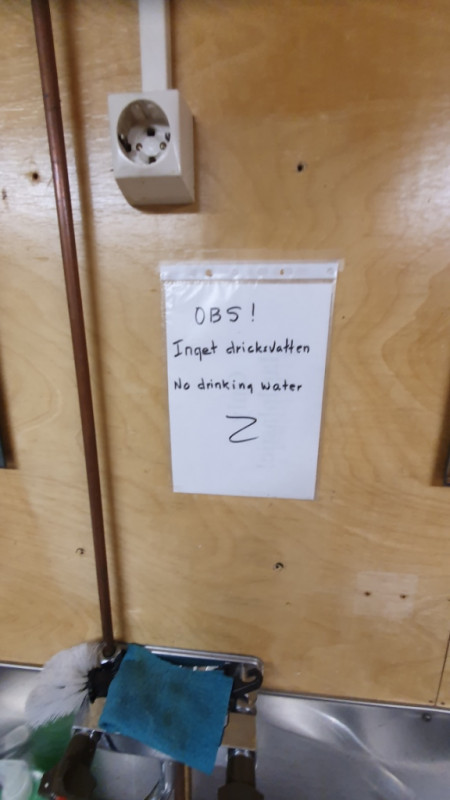 OBS!
Inget dricksvatten
No drinking water
Z